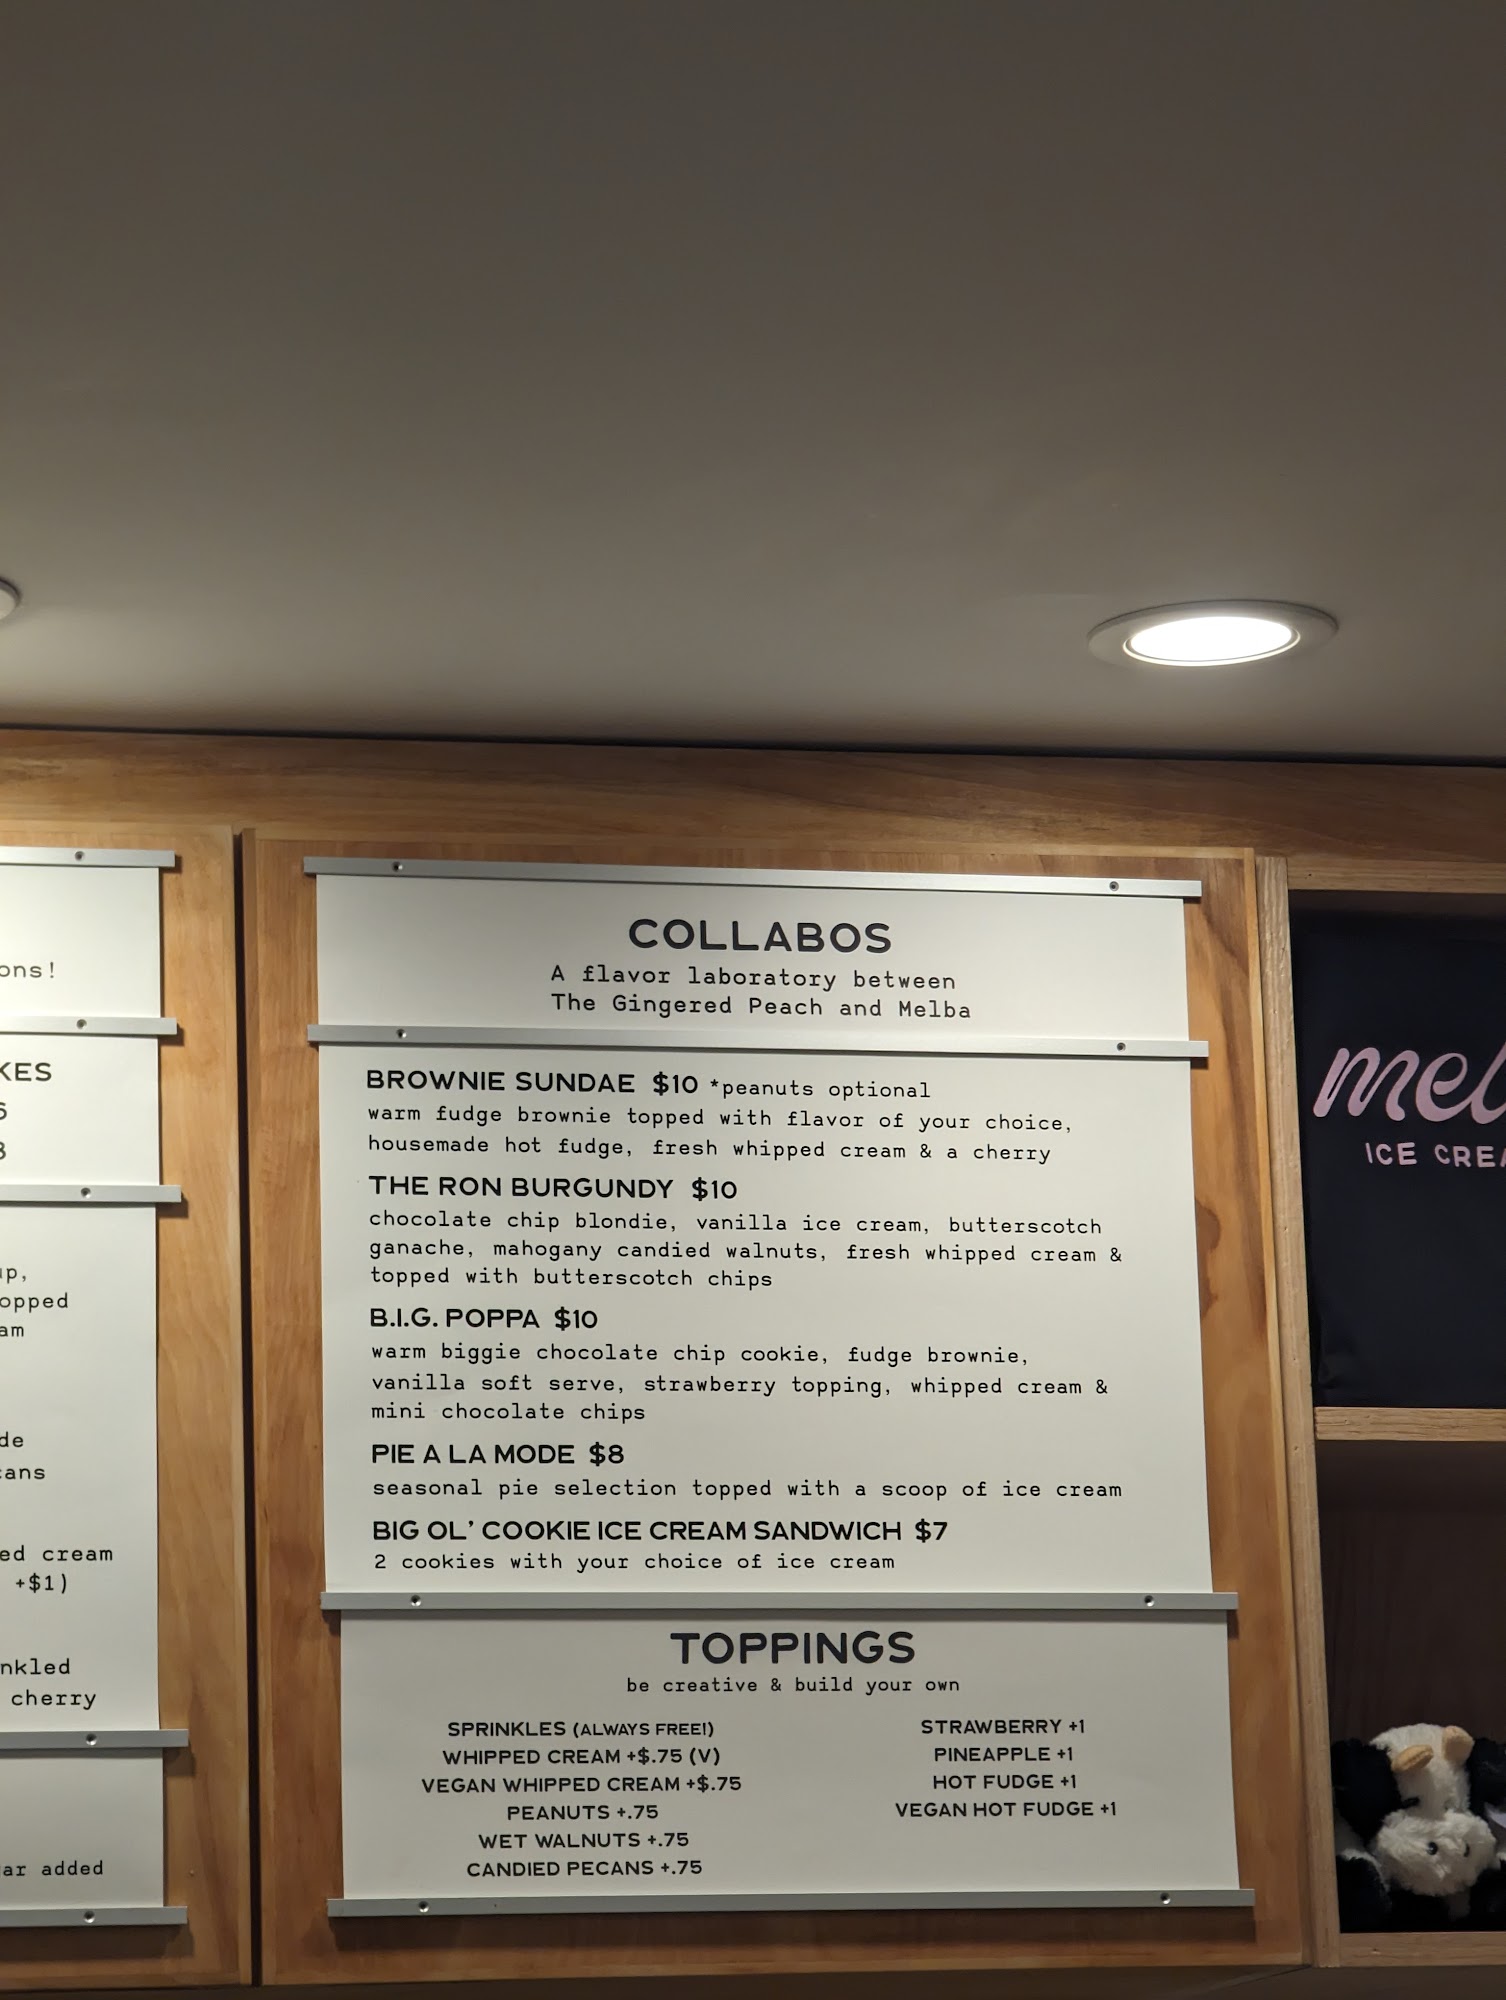 ons!
KES
opped
am
de
ed cream
+$1)
cherry
added
COLLABOS
A flavor laboratory between
The Gingered Peach and Melba
BROWNIE SUNDAE $10 *peanuts optional
warm fudge brownie topped with flavor of your choice,
housemade hot fudge, fresh whipped cream & a cherry
THE RON BURGUNDY $10
chocolate chip blondie, vanilla ice cream, butterscotch
ganache, mahogany candied walnuts, fresh whipped cream &
topped with butterscotch chips
B.I.G. POPPA $10
warm biggie chocolate chip cookie, fudge brownie,
vanilla soft serve, strawberry topping, whipped cream &
mini chocolate chips
PIE A LA MODE $8
seasonal pie selection topped with a scoop of ice cream
BIG OL' COOKIE ICE CREAM SANDWICH $7
2 cookies with your choice of ice cream
TOPPINGS
be creative & build your own
SPRINKLES (ALWAYS FREE!)
WHIPPED CREAM +$.75 (V)
VEGAN WHIPPED CREAM +$.75
PEANUTS +.75
WET WALNUTS +.75
CANDIED PECANS +.75
STRAWBERRY +1
PINEAPPLE +1
HOT FUDGE +1
VEGAN HOT FUDGE +1
mel
ICE CREA